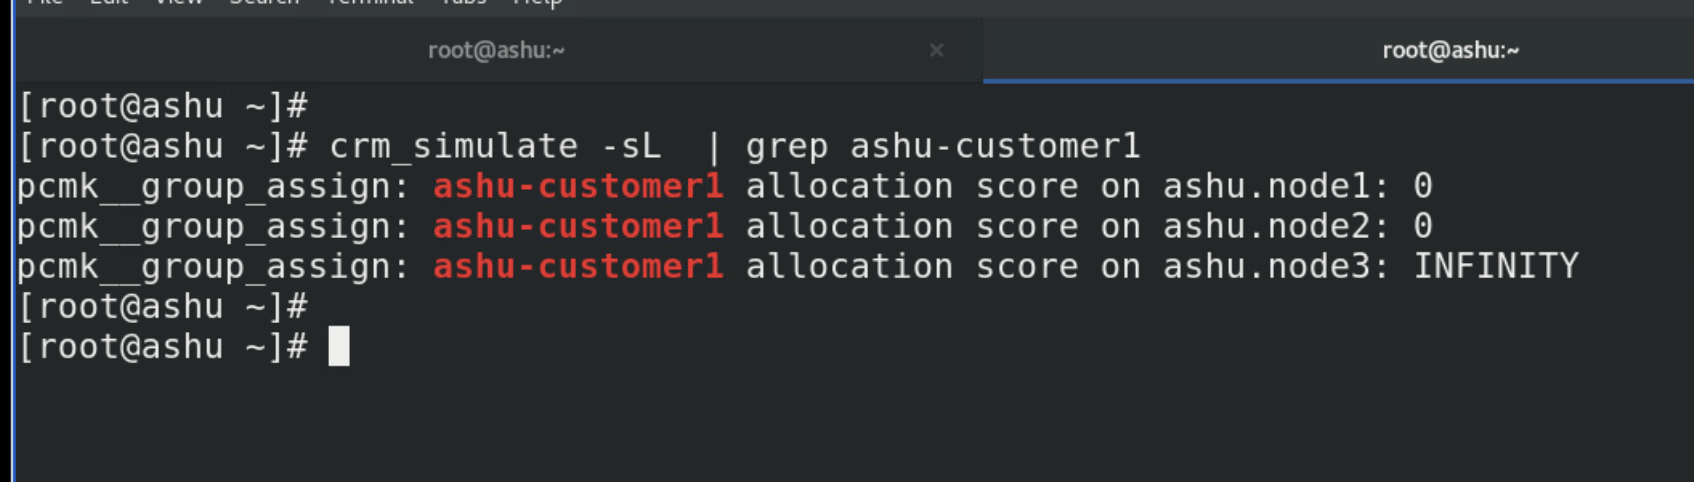 File Edit View Search Terminal Tabs Help
root@ashu:~ × root@ashu:~
[root@ashu ~]#
[root@ashu ~]# crm_simulate -sL  | grep ashu-customer1
pcmk__group_assign: ashu-customer1 allocation score on ashu.node1: 0
pcmk__group_assign: ashu-customer1 allocation score on ashu.node2: 0
pcmk__group_assign: ashu-customer1 allocation score on ashu.node3: INFINITY
[root@ashu ~]#
[root@ashu ~]#